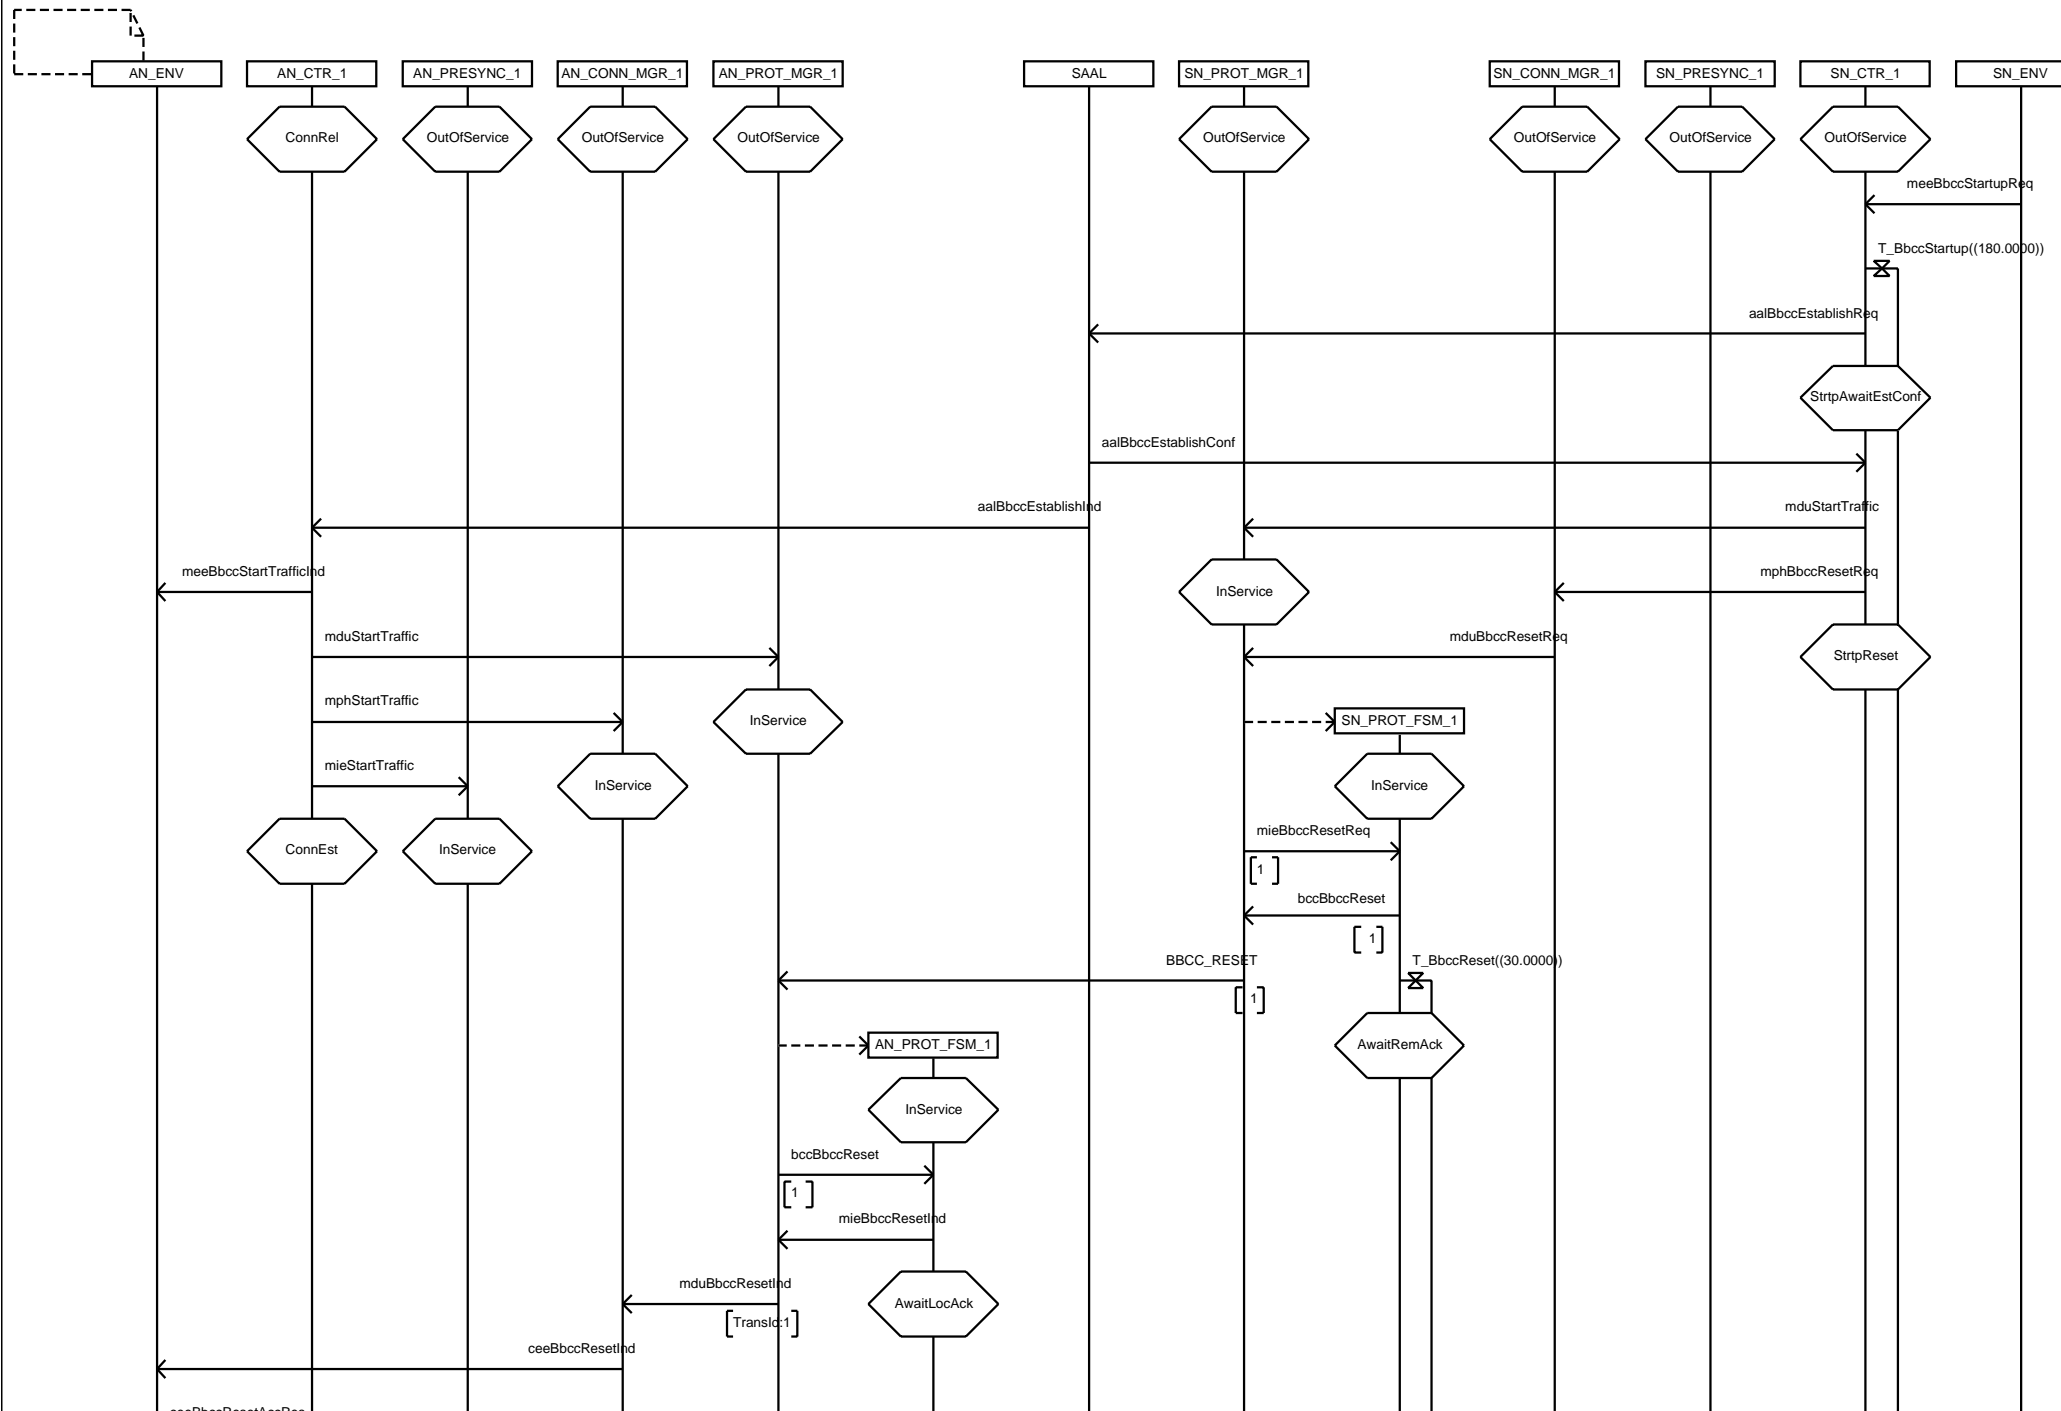 AN_ENV AN_CTR_1 AN_PRESYNC_1 AN_CONN_MGR_1 AN_PROT_MGR_1 SAAL SN_PROT_MGR_1 SN_CONN_MGR_1 SN_PRESYNC_1 SN_CTR_1 SN_ENV
ConnRel OutOfService OutOfService OutOfService OutOfService OutOfService OutOfService OutOfService
meeBbccStartupReq
T_BbccStartup((180.0000))
aalBbccEstablishReq
StrtpAwaitEstConf
aalBbccEstablishConf
aalBbccEstablishInd mduStartTraffic
meeBbccStartTrafficInd InService mphBbccResetReq
mduStartTraffic mduBbccResetReq StrtpReset
mphStartTraffic InService SN_PROT_FSM_1
mieStartTraffic InService InService
ConnEst InService mieBbccResetReq
1
bccBbccReset
1
BBCC_RESET T_BbccReset((30.0000))
1
AN_PROT_FSM_1 AwaitRemAck
InService
bccBbccReset
1
mieBbccResetInd
mduBbccResetInd AwaitLocAck
TransId:1
ceeBbccResetInd